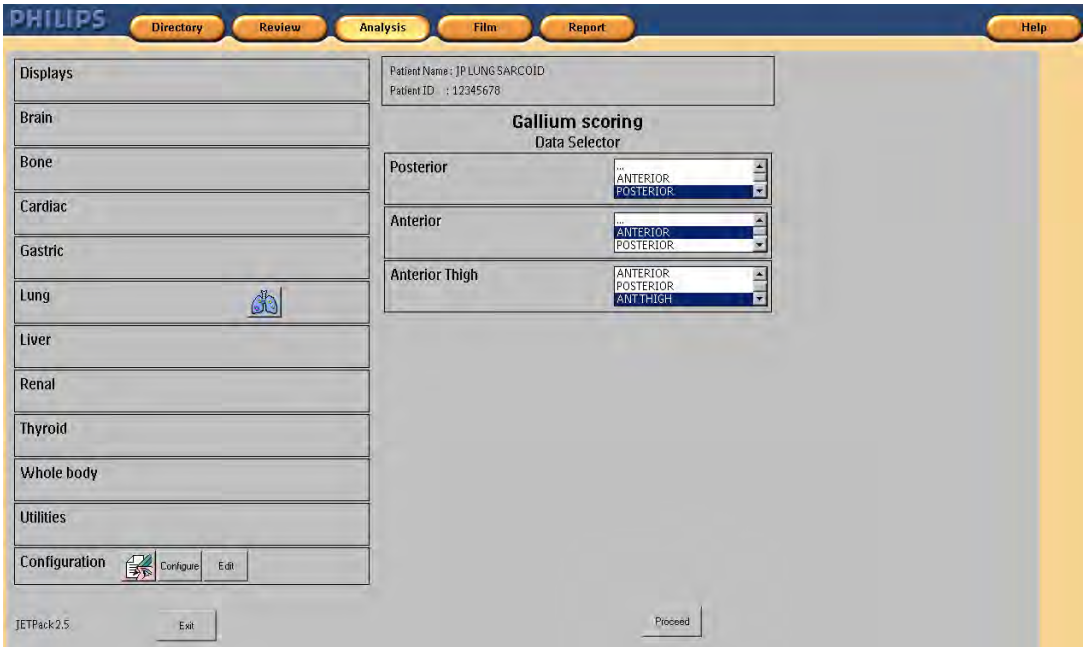 PHILIPS
Directory Review Analysis Film Report Help
Displays
Brain
Bone
Cardiac
Gastric
Lung
Liver
Renal
Thyroid
Whole body
Utilities
Configuration Configure Edit
JETPack 2.5 Exit
Patient Name : JP LUNG SARCOID
Patient ID : 12345678
Gallium scoring
Data Selector
Posterior
...
ANTERIOR
POSTERIOR
Anterior
...
ANTERIOR
POSTERIOR
Anterior Thigh
ANTERIOR
POSTERIOR
ANT THIGH
Proceed